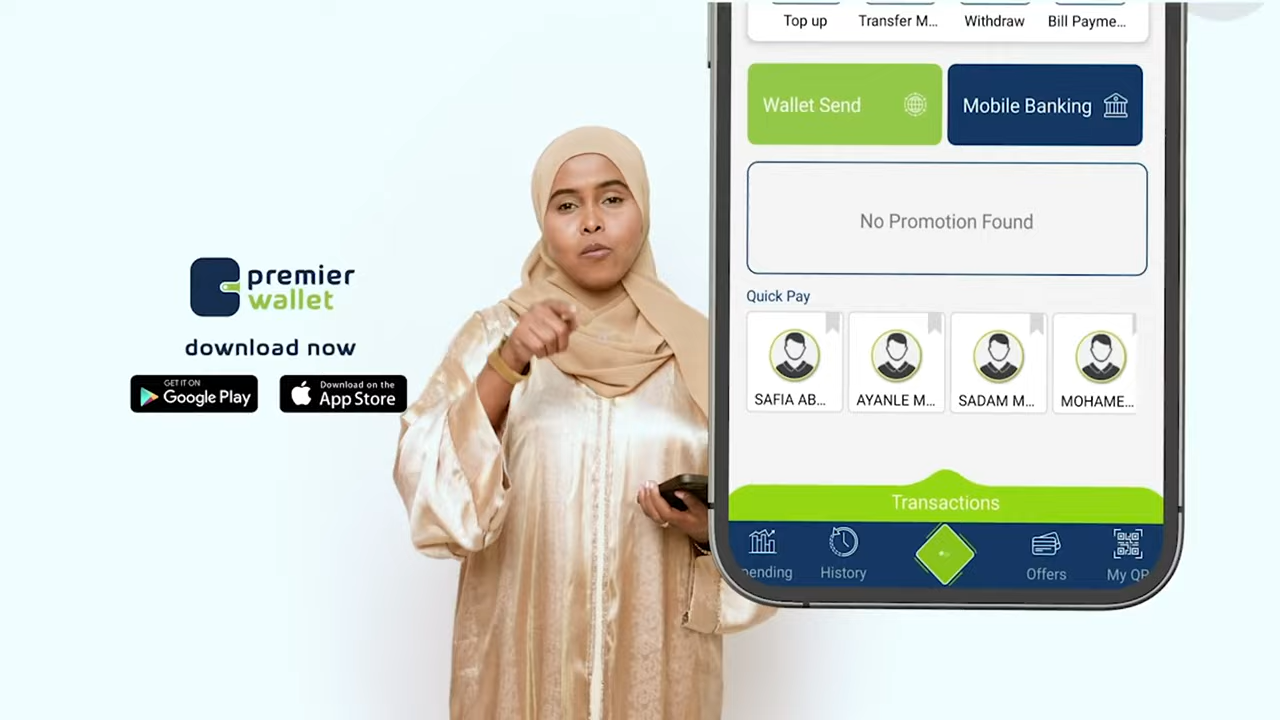 premier
wallet
download now
GET IT ON
Google Play
Download on the
App Store
Top up
Transfer M...
Withdraw
Bill Payme...
Wallet Send
Mobile Banking
No Promotion Found
Quick Pay
SAFIA AB...
AYANLE M...
SADAM M...
MOHAME...
Transactions
ending
History
Offers
My QR